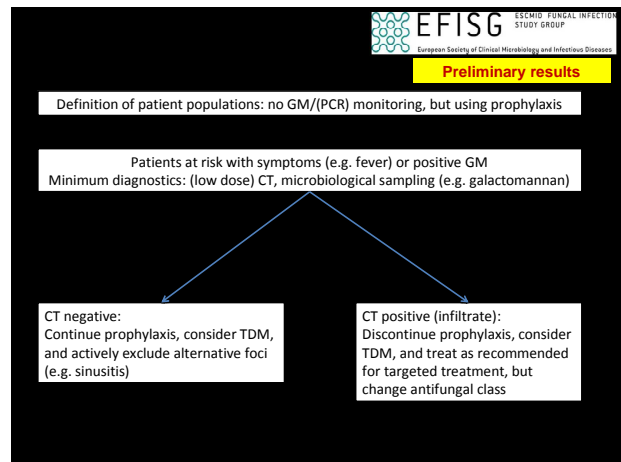 EFISG
ESCMID FUNGAL INFECTION
STUDY GROUP
European Society of Clinical Microbiology and Infectious Diseases
Preliminary results
Definition of patient populations: no GM/(PCR) monitoring, but using prophylaxis
Patients at risk with symptoms (e.g. fever) or positive GM
Minimum diagnostics: (low dose) CT, microbiological sampling (e.g. galactomannan)
CT negative:
Continue prophylaxis, consider TDM,
and actively exclude alternative foci
(e.g. sinusitis)
CT positive (infiltrate):
Discontinue prophylaxis, consider
TDM, and treat as recommended
for targeted treatment, but
change antifungal class